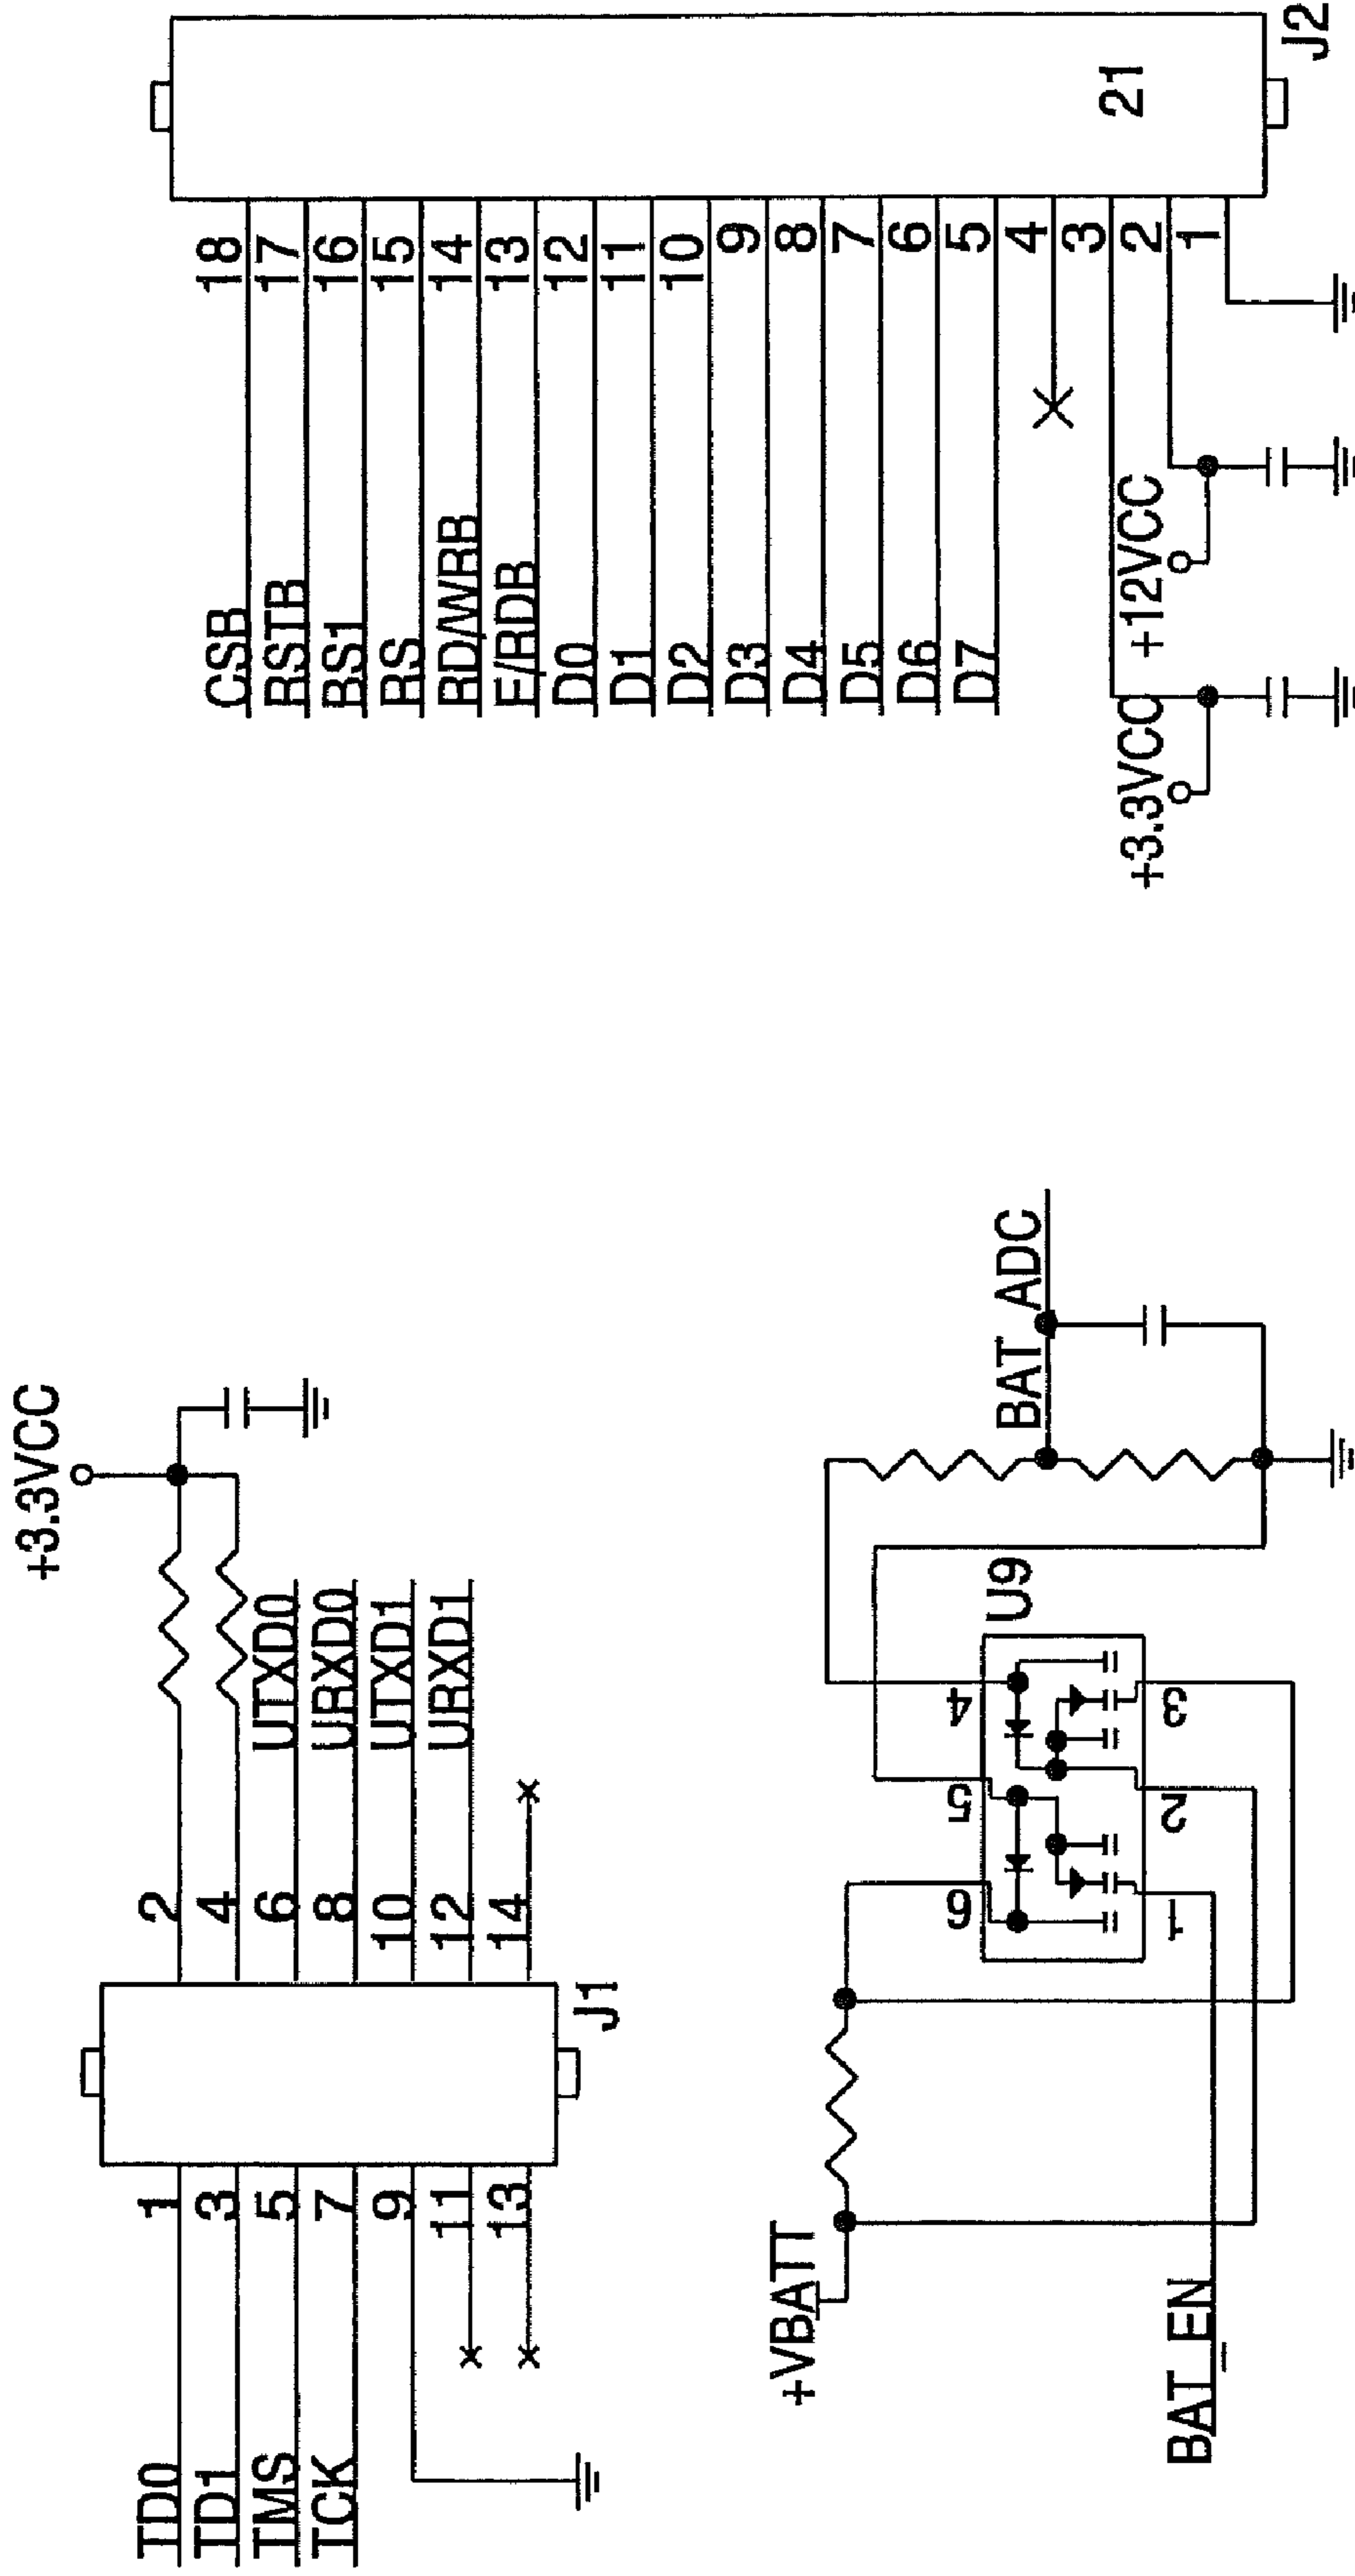 +3.3VCC
TD0
1
2
TD1
3
4
TMS
5
6
UTXD0
TCK
7
8
URXD0
9
10
UTXD1
11
12
URXD1
13
14
J1
+VBATT
BAT_EN
6
5
4
1
2
3
U9
BAT_ADC
CSB
18
RSTB
17
BS1
16
RS
15
RD/WRB
14
E/RDB
13
D0
12
D1
11
D2
10
D3
9
D4
8
D5
7
D6
6
D7
5
4
3
2
1
+3.3VCC
+12VCC
21
J2